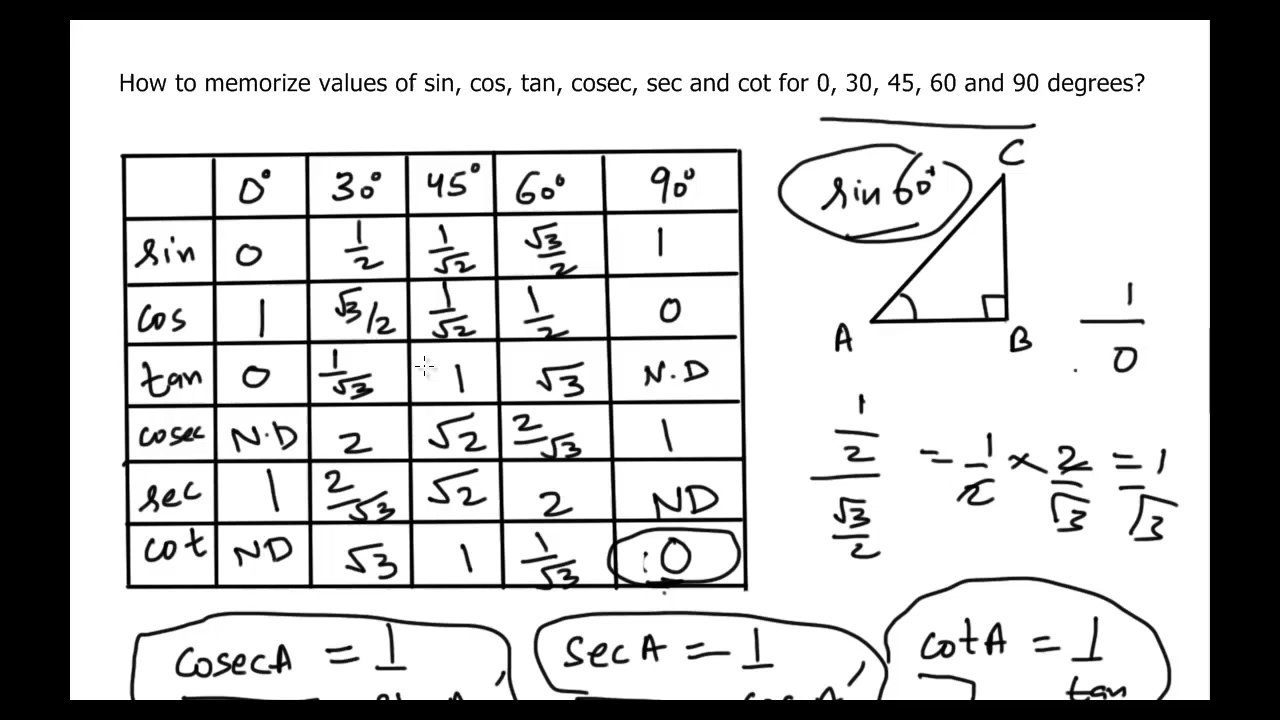 How to memorize values of sin, cos, tan, cosec, sec and cot for 0, 30, 45, 60 and 90 degrees?
0° 30° 45° 60° 90°
sin 0 1/2 1/√2 √3/2 1
cos 1 √3/2 1/√2 1/2 0
tan 0 1/√3 1 √3 N.D
cosec N.D 2 √2 2/√3 1
sec 1 2/√3 √2 2 ND
cot ND √3 1 1/√3 0
sin 60°
C
A
B
1/0
1/2 / √3/2 = 1/2 × 2/√3 = 1/√3
cosecA = 1
secA = 1
cotA = 1
tan